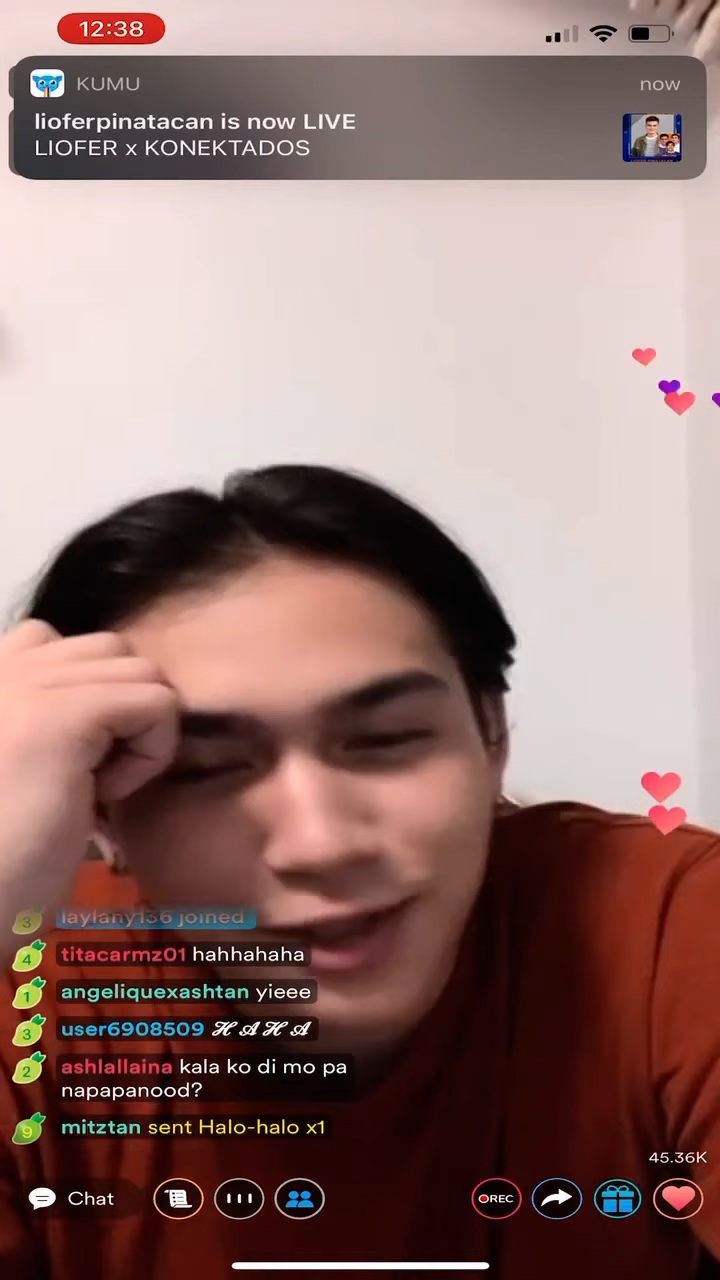 12:38
KUMU
now
lioferpinatacan is now LIVE
LIOFER x KONEKTADOS
3 laylany136 joined
4 titacarmz01 hahhahaha
1 angeliquexashtan yieee
3 user6908509 ℋ𝒜ℋ𝒜
2 ashlallaina kala ko di mo pa
napapanood?
9 mitztan sent Halo-halo x1
45.36K
Chat
REC